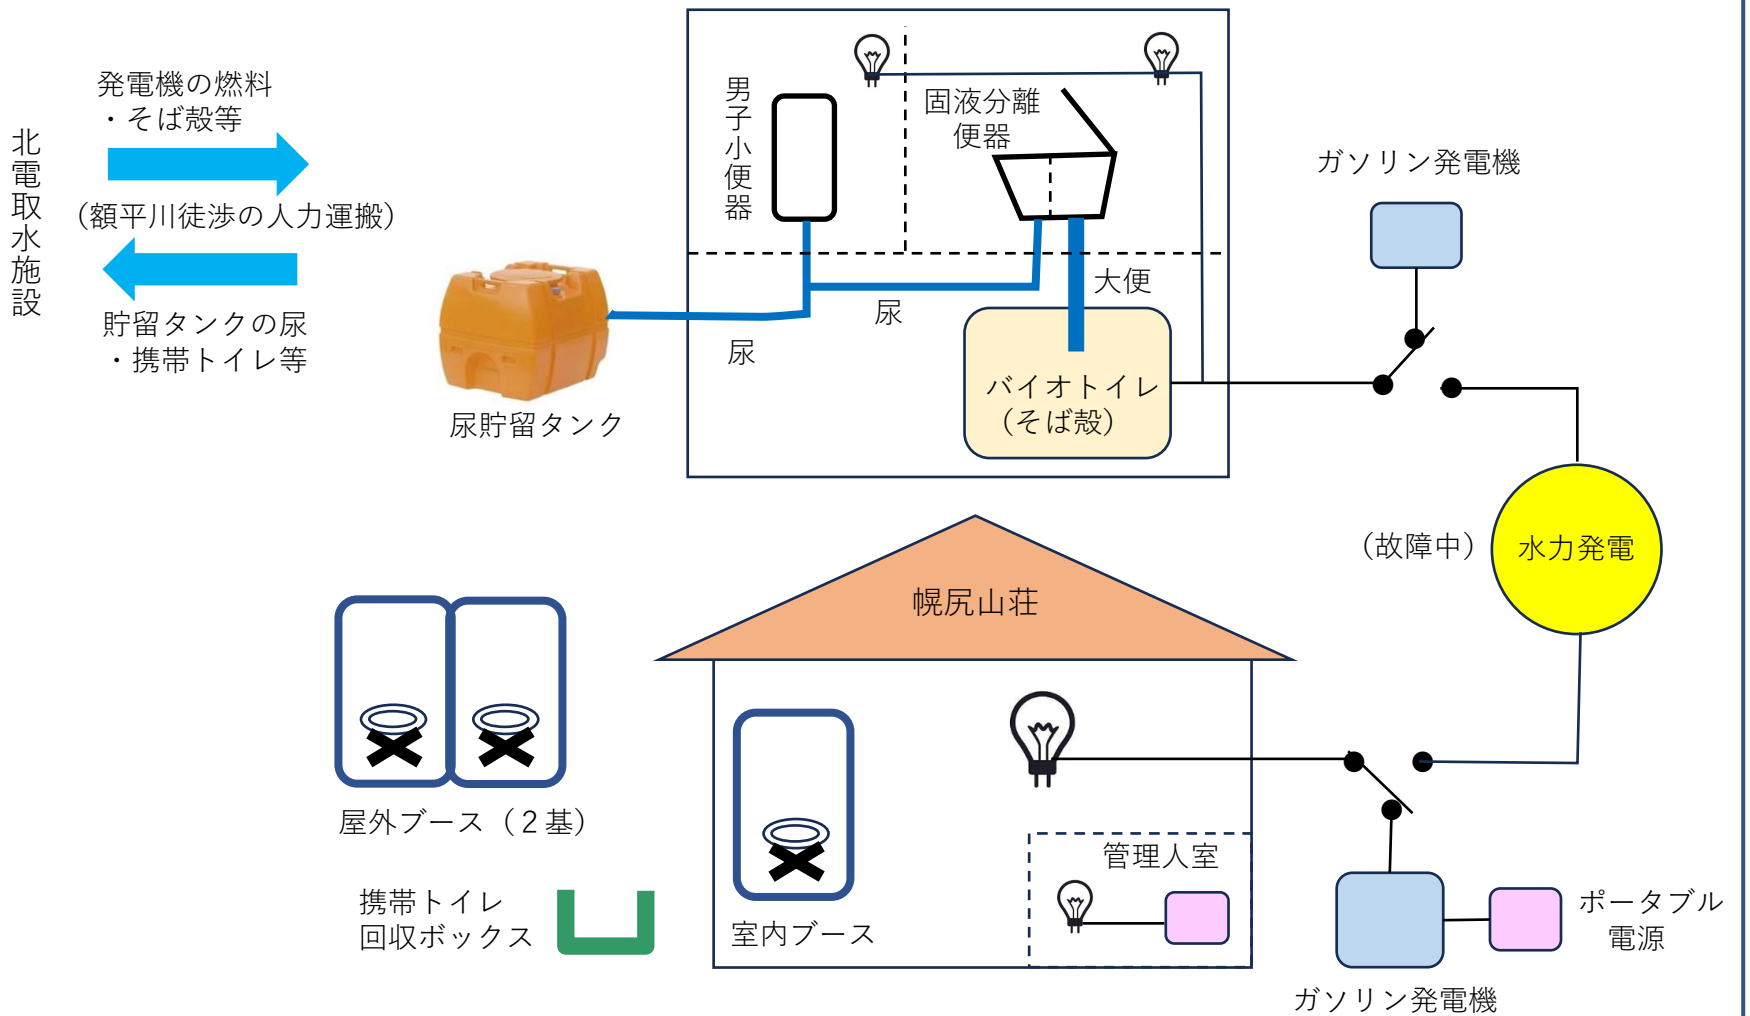 北電取水施設
発電機の燃料
・そば殻等
（額平川徒渉の人力運搬）
貯留タンクの尿
・携帯トイレ等
尿貯留タンク
男子小便器
固液分離
便器
尿
尿
大便
バイオトイレ
（そば殻）
ガソリン発電機
（故障中）
水力発電
幌尻山荘
屋外ブース（２基）
携帯トイレ
回収ボックス
室内ブース
管理人室
ポータブル
電源
ガソリン発電機